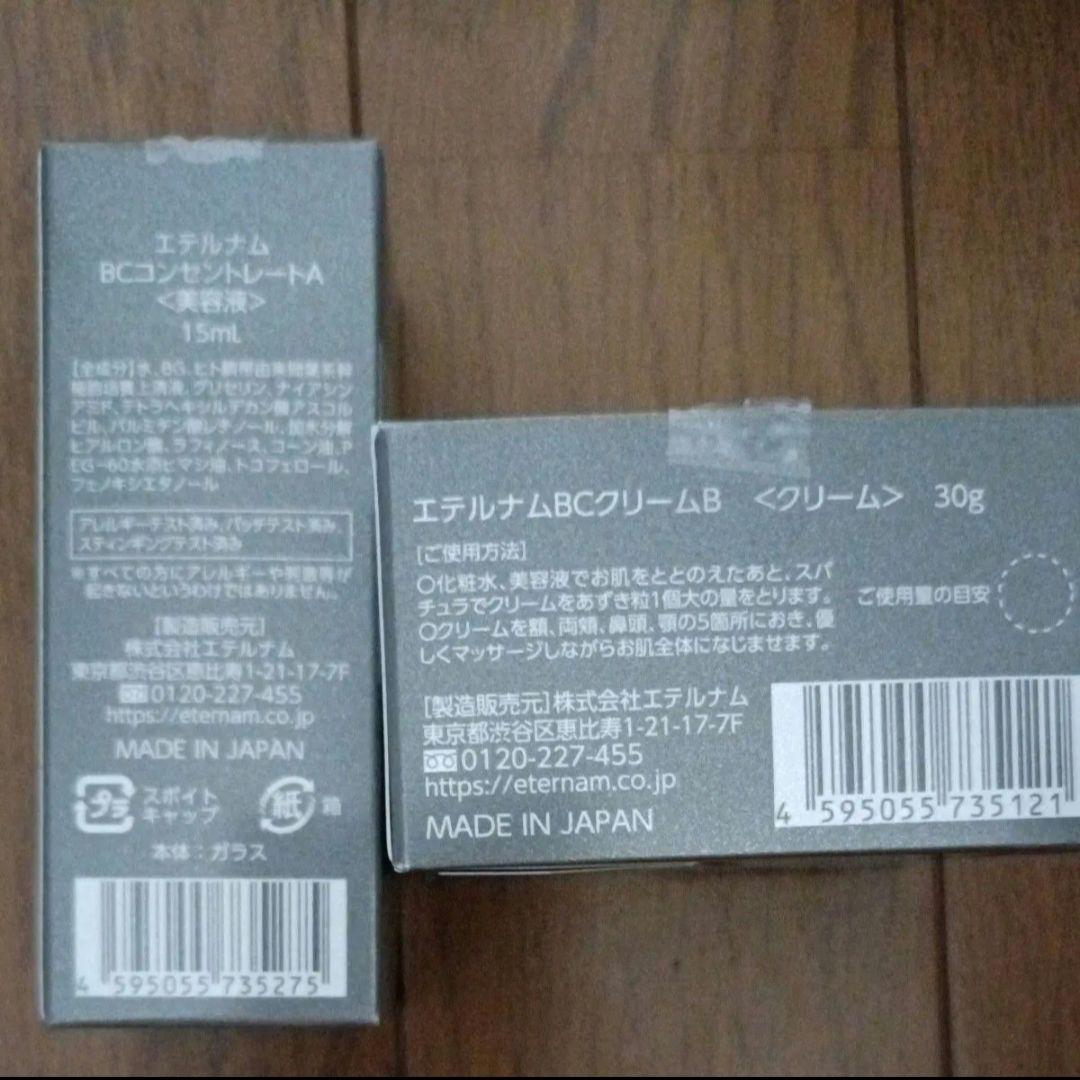 エテルナム
BCコンセントレートA
<美容液>
15mL
【全成分】水、BG、ヒト臍帯由来間葉系幹
細胞培養上清液、グリセリン、ナイアシン
アミド、テトラヘキシルデカン酸アスコル
ビル、パルミチン酸レチノール、加水分解
ヒアルロン酸、ラフィノース、コーン油、P
EG-60水添ヒマシ油、トコフェロール、
フェノキシエタノール
アレルギーテスト済み、パッチテスト済み、
スティンギングテスト済み
※すべての方にアレルギーや刺激等が
起きないというわけではありません。
【製造販売元】
株式会社エテルナム
東京都渋谷区恵比寿1-21-17-7F
0120-227-455
https://eternam.co.jp
MADE IN JAPAN
プラ
スポイト
キャップ
紙
箱
本体：ガラス
4 595055 735275
エテルナムBCクリームB <クリーム> 30g
[ご使用方法]
○化粧水、美容液でお肌をととのえたあと、スパ
チュラでクリームをあずき粒1個大の量をとります。
○クリームを額、両頬、鼻頭、顎の5箇所におき、優
しくマッサージしながらお肌全体になじませます。
ご使用量の目安
[製造販売元]株式会社エテルナム
東京都渋谷区恵比寿1-21-17-7F
0120-227-455
https://eternam.co.jp
MADE IN JAPAN
4 595055 735121